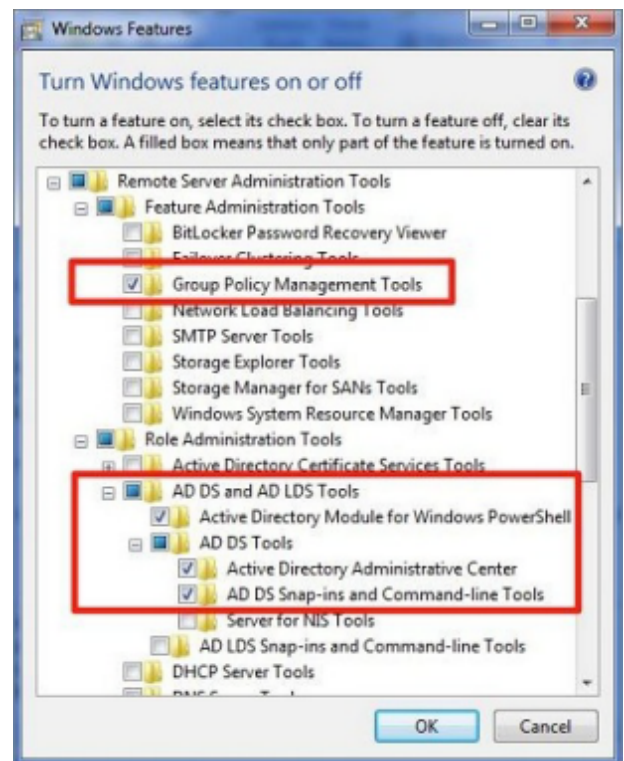 Windows Features
Turn Windows features on or off
To turn a feature on, select its check box. To turn a feature off, clear its
check box. A filled box means that only part of the feature is turned on.
Remote Server Administration Tools
Feature Administration Tools
BitLocker Password Recovery Viewer
Failover Clustering Tools
Group Policy Management Tools
Network Load Balancing Tools
SMTP Server Tools
Storage Explorer Tools
Storage Manager for SANs Tools
Windows System Resource Manager Tools
Role Administration Tools
Active Directory Certificate Services Tools
AD DS and AD LDS Tools
Active Directory Module for Windows PowerShell
AD DS Tools
Active Directory Administrative Center
AD DS Snap-ins and Command-line Tools
Server for NIS Tools
AD LDS Snap-ins and Command-line Tools
DHCP Server Tools
OK Cancel